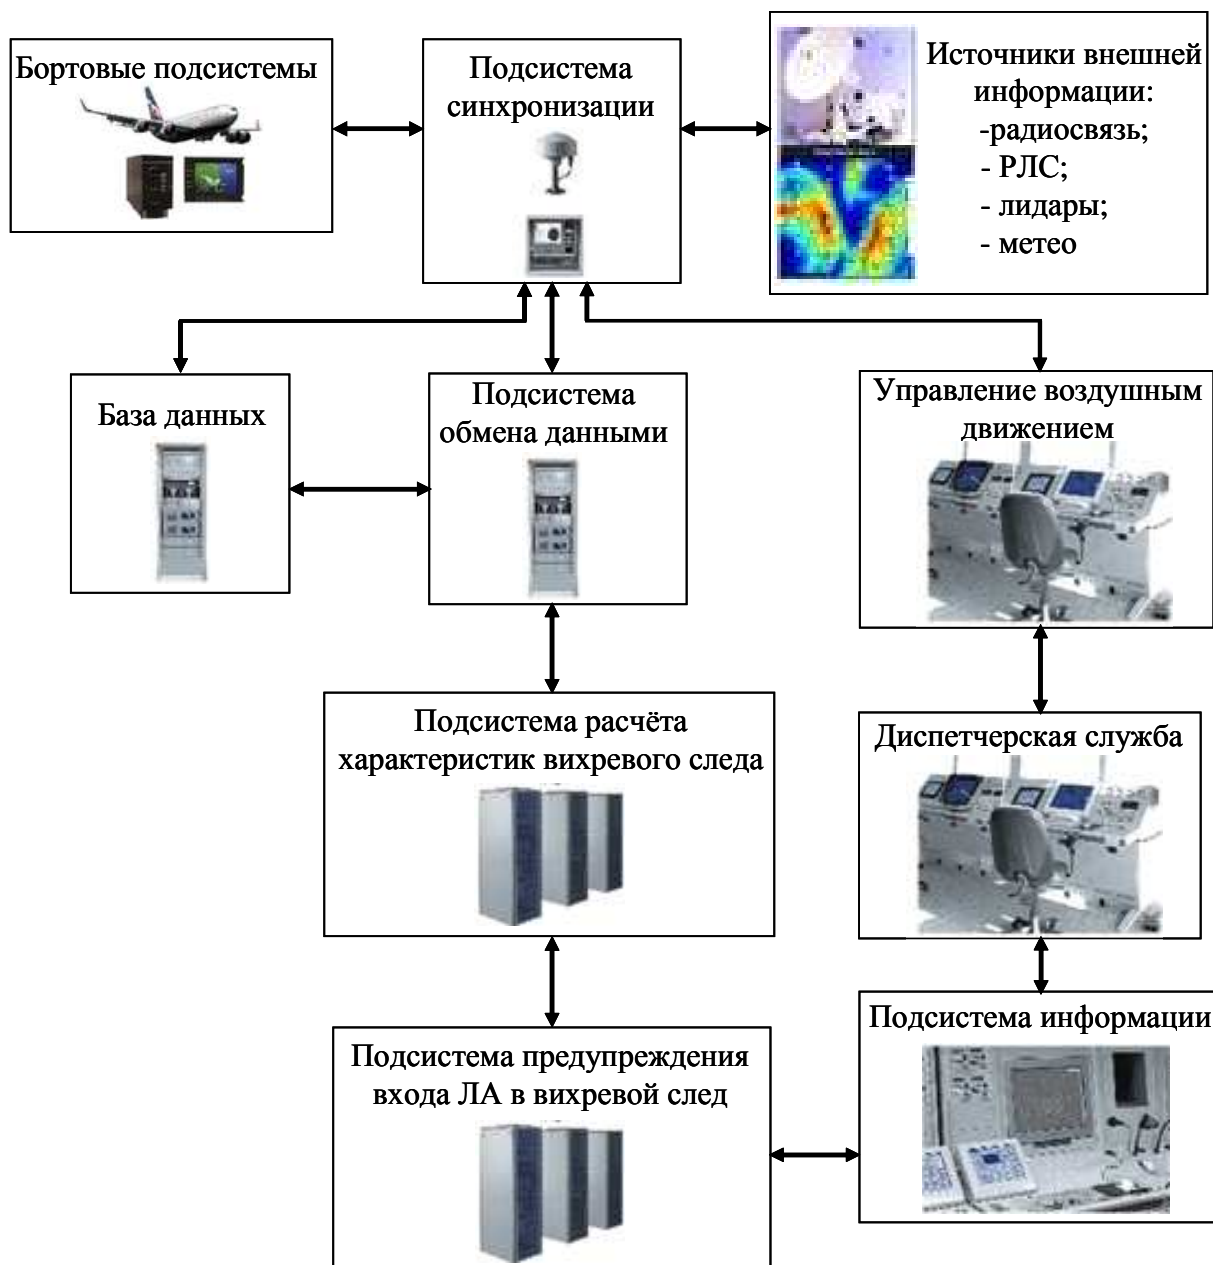 Бортовые подсистемы
Подсистема
синхронизации
Источники внешней
информации:
-радиосвязь;
- РЛС;
- лидары;
- метео
База данных
Подсистема
обмена данными
Управление воздушным
движением
Подсистема расчёта
характеристик вихревого следа
Диспетчерская служба
Подсистема предупреждения
входа ЛА в вихревой след
Подсистема информации